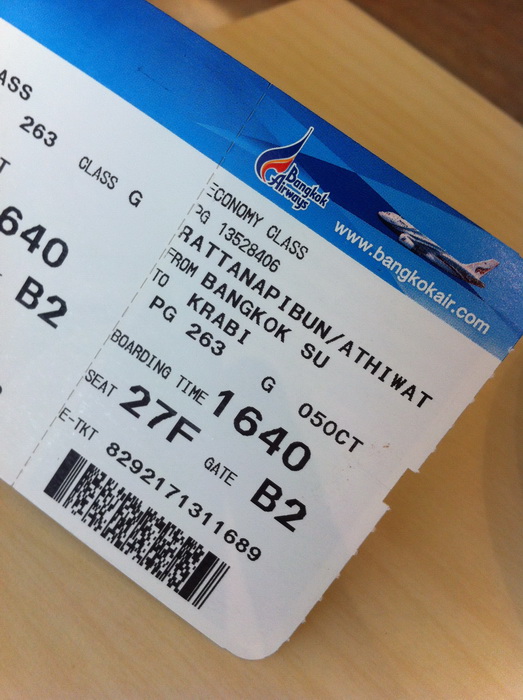 ASS
263 CLASS G
T
640
B2
Bangkok
Airways
www.bangkokair.com
ECONOMY CLASS
PG 13528406
RATTANAPIBUN/ATHIWAT
FROM BANGKOK SU
TO KRABI
PG 263 G 05OCT
BOARDING TIME 1640
SEAT 27F GATE B2
E-TKT 8292171311689